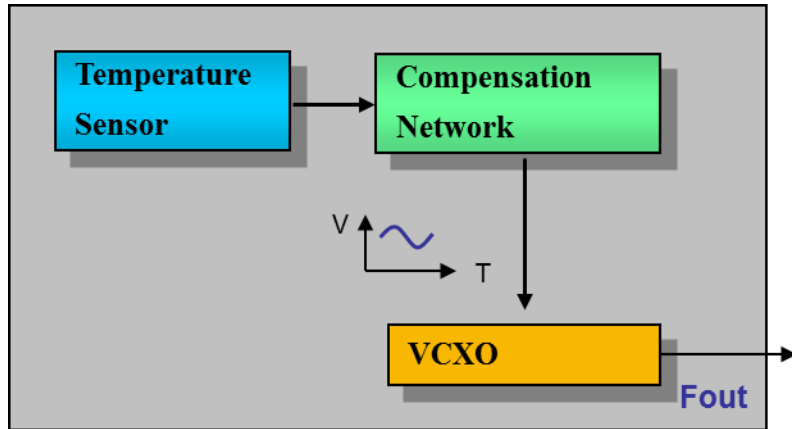 Temperature
Sensor
Compensation
Network
V
T
VCXO
Fout